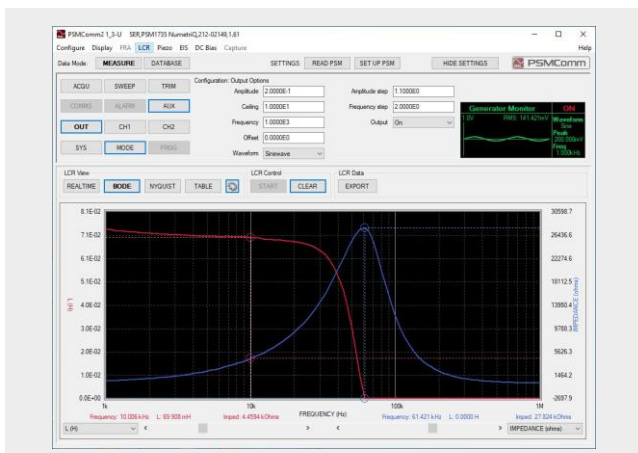 PSMComm2 1_3-U SER,PSM1735 NumetriQ,212-02149,1.61
Configure Display FRA LCR Piezo EIS DC Bias Capture Help
Data Mode: MEASURE DATABASE SETTINGS READ PSM SET UP PSM HIDE SETTINGS PSMComm
ACQU SWEEP TRIM
COMMS ALARM AUX
OUT CH1 CH2
SYS MODE PROG
Configuration: Output Options
Amplitude 2.0000E-1 Amplitude step 1.1000E0
Ceiling 1.0000E1 Frequency step 2.0000E0
Frequency 1.0000E3 Output On
Offset 0.0000E0
Waveform Sinewave
Generator Monitor ON
RMS: 141.421mV Waveform
Sine
Peak
200.000mV
Freq
1.000kHz
LCR View LCR Control LCR Data
REALTIME BODE NYQUIST TABLE START CLEAR EXPORT
8.1E-02 30598.7
7.1E-02 26436.6
6.1E-02 22274.6
5.1E-02 18112.5
4.0E-02 13950.4
3.0E-02 9788.3
2.0E-02 5626.3
1.0E-02 1464.2
0.0E+00 -2697.9
L (H)
IMPEDANCE (ohms)
1k 10k 100k 1M
FREQUENCY (Hz)
Frequency: 10.006 kHz L: 69.908 mH Imped: 4.4594 kOhms Frequency: 61.421 kHz L: 0.0000 H Imped: 27.824 kOhms
L (H) IMPEDANCE (ohms)